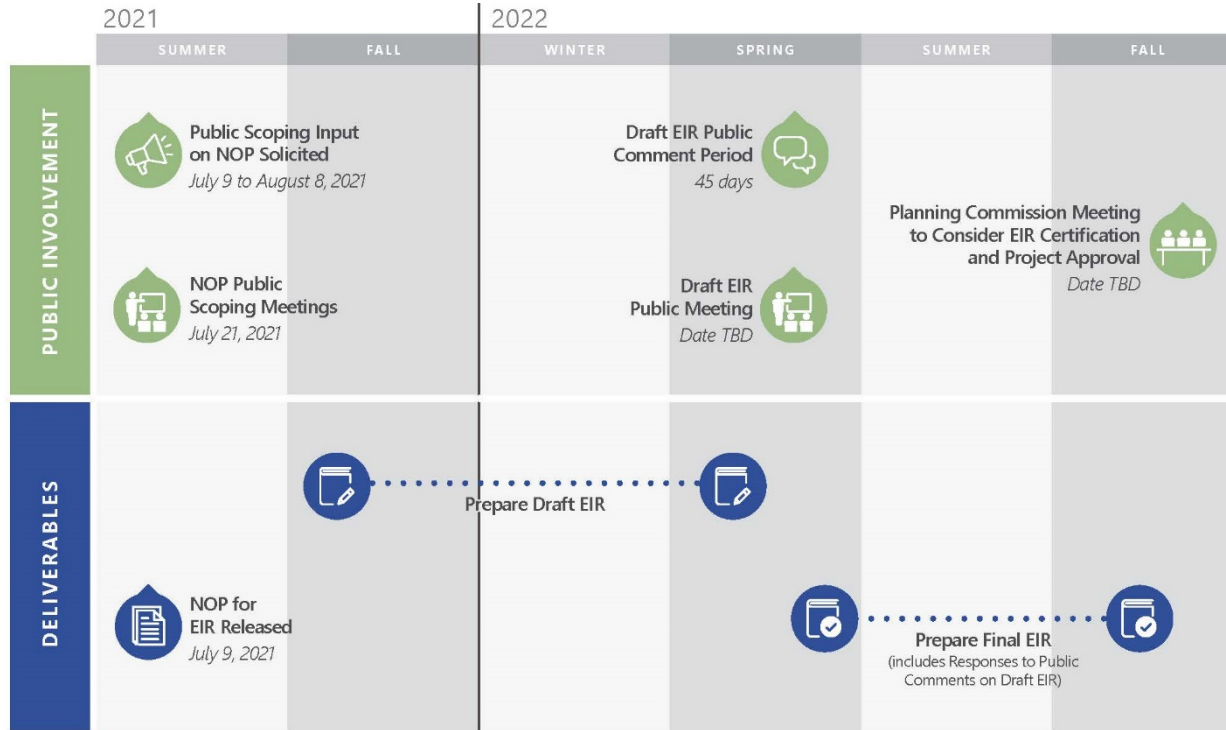 2021
2022
SUMMER
FALL
WINTER
SPRING
SUMMER
FALL
PUBLIC INVOLVEMENT
Public Scoping Input
on NOP Solicited
July 9 to August 8, 2021
Draft EIR Public
Comment Period
45 days
Planning Commission Meeting
to Consider EIR Certification
and Project Approval
Date TBD
NOP Public
Scoping Meetings
July 21, 2021
Draft EIR
Public Meeting
Date TBD
DELIVERABLES
Prepare Draft EIR
NOP for
EIR Released
July 9, 2021
Prepare Final EIR
(includes Responses to Public
Comments on Draft EIR)